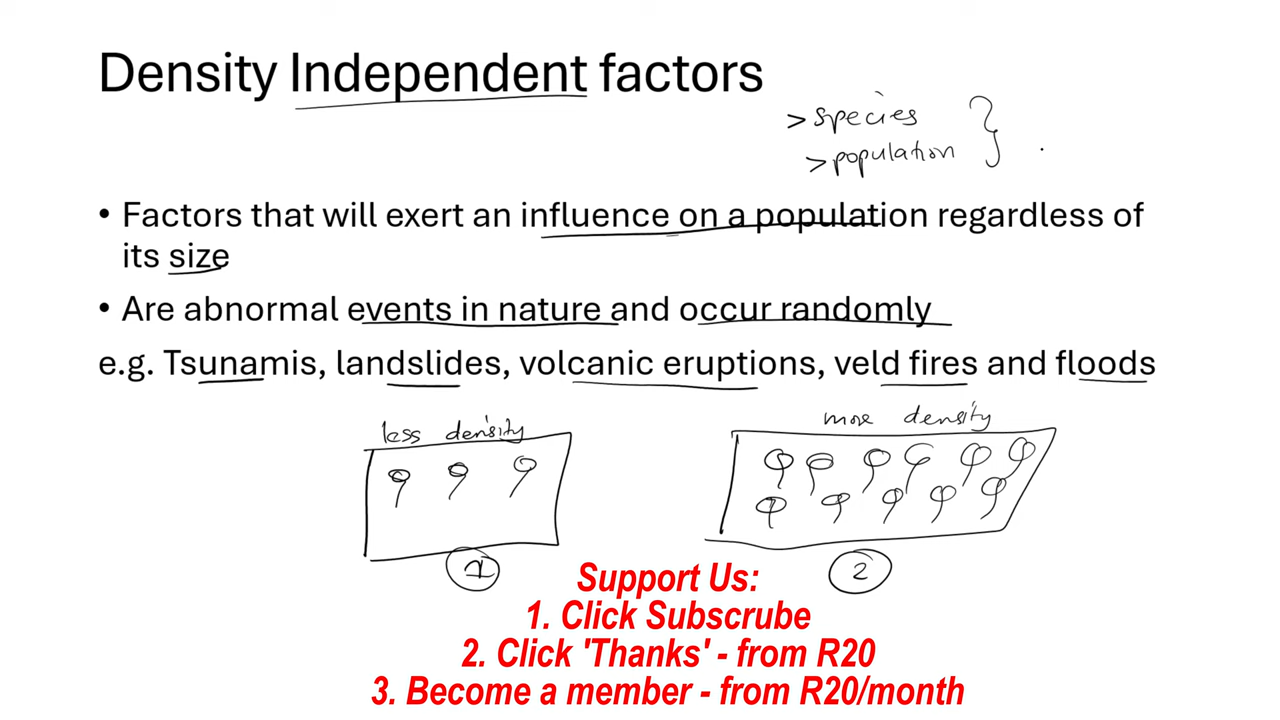 Density Independent factors
> species
> population
• Factors that will exert an influence on a population regardless of
its size
• Are abnormal events in nature and occur randomly
e.g. Tsunamis, landslides, volcanic eruptions, veld fires and floods
less density
more density
1
2
Support Us:
1. Click Subscrube
2. Click 'Thanks' - from R20
3. Become a member - from R20/month